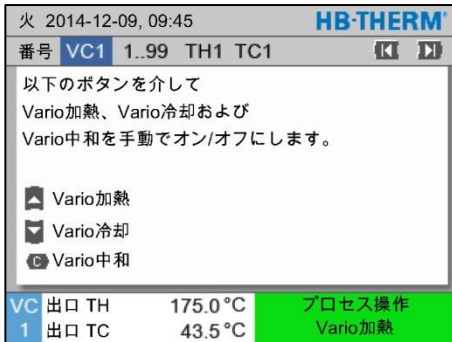 火 2014-12-09, 09:45 HB-THERM®
番号 VC1 1..99 TH1 TC1
以下のボタンを介して
Vario加熱、Vario冷却および
Vario中和を手動でオン/オフにします。
Vario加熱
Vario冷却
C Vario中和
VC 出口 TH 175.0°C プロセス操作
1 出口 TC 43.5°C Vario加熱